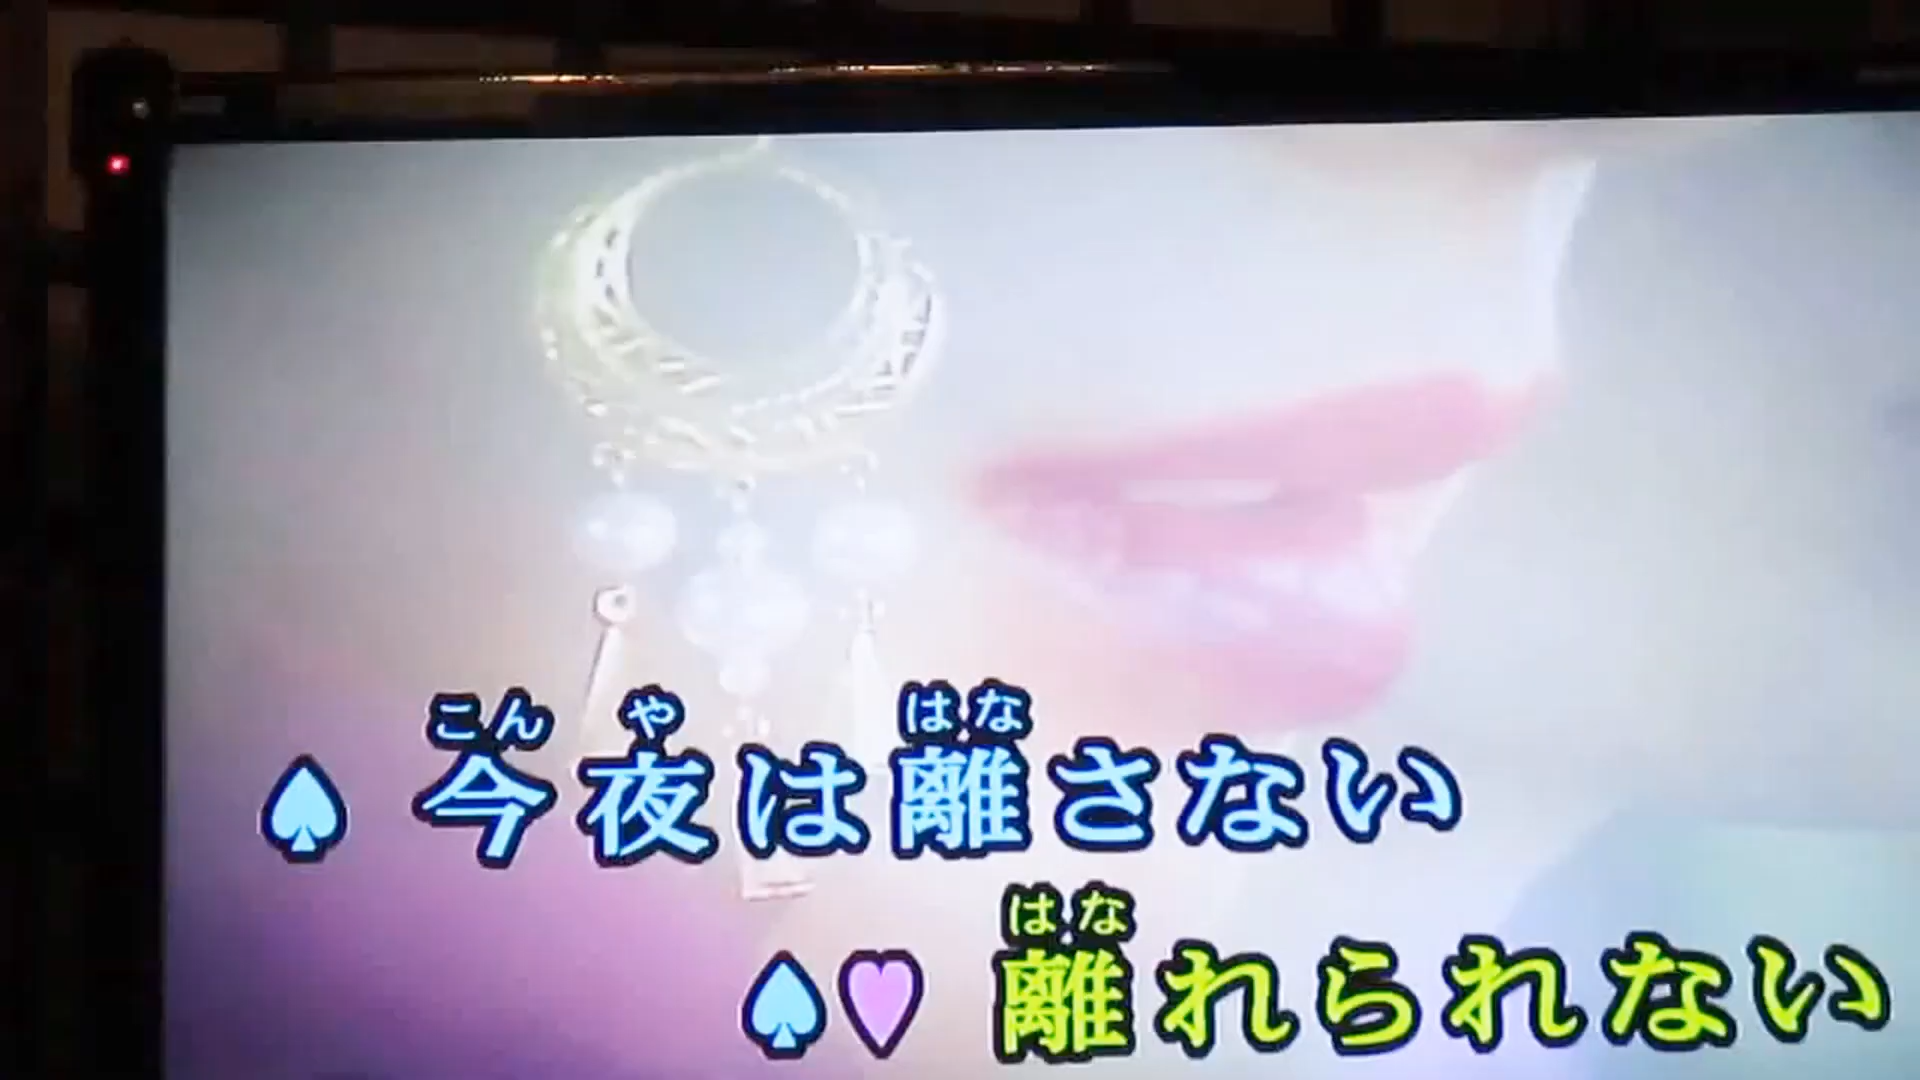 こんや はな
♠ 今夜は離さない
はな
♠♥ 離れられない